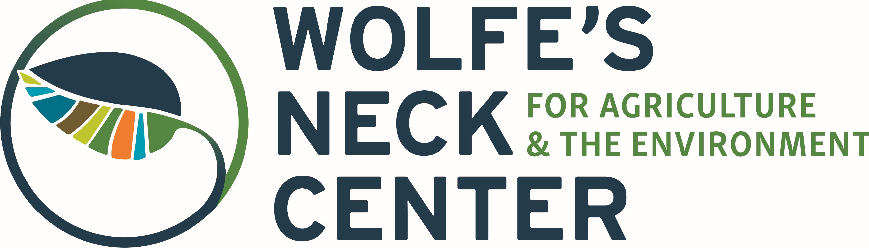 WOLFE'S
NECK
CENTER
FOR AGRICULTURE
& THE ENVIRONMENT